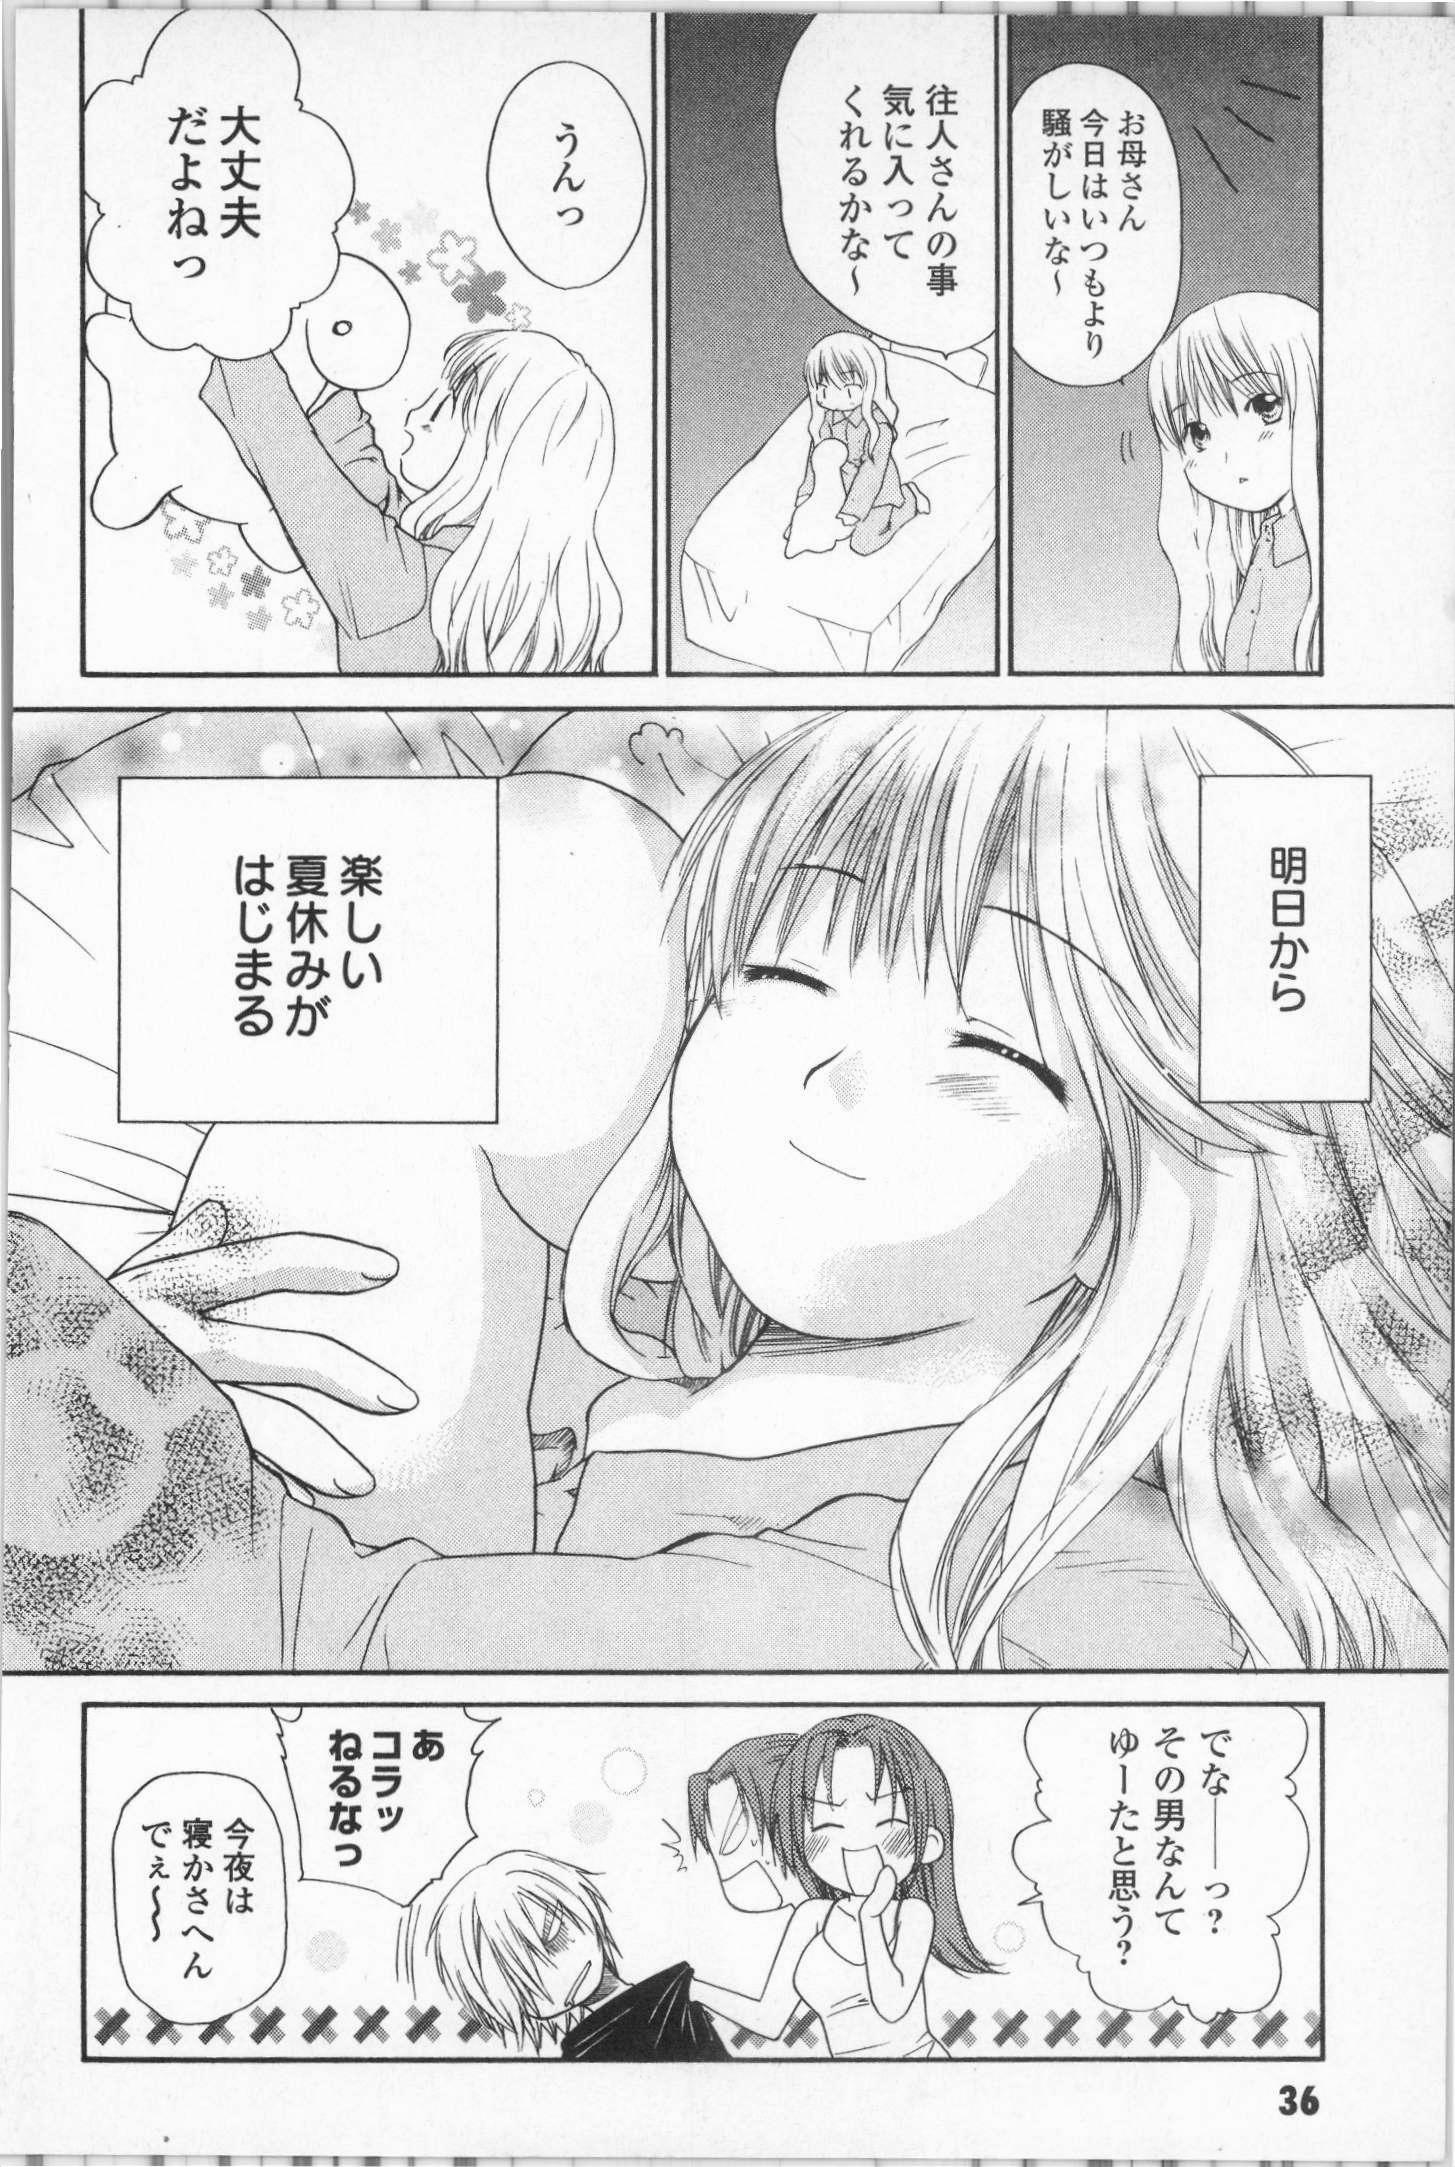 お母さん
今日はいつもより
騒がしいな～
往人さんの事
気に入って
くれるかな～
うんっ
大丈夫
だよねっ
明日から
楽しい
夏休みが
はじまる
でな――っ?
その男なんて
ゆーたと思う?
あ
コラッ
ねるなっ
今夜は
寝かさへん
でぇ～～
36